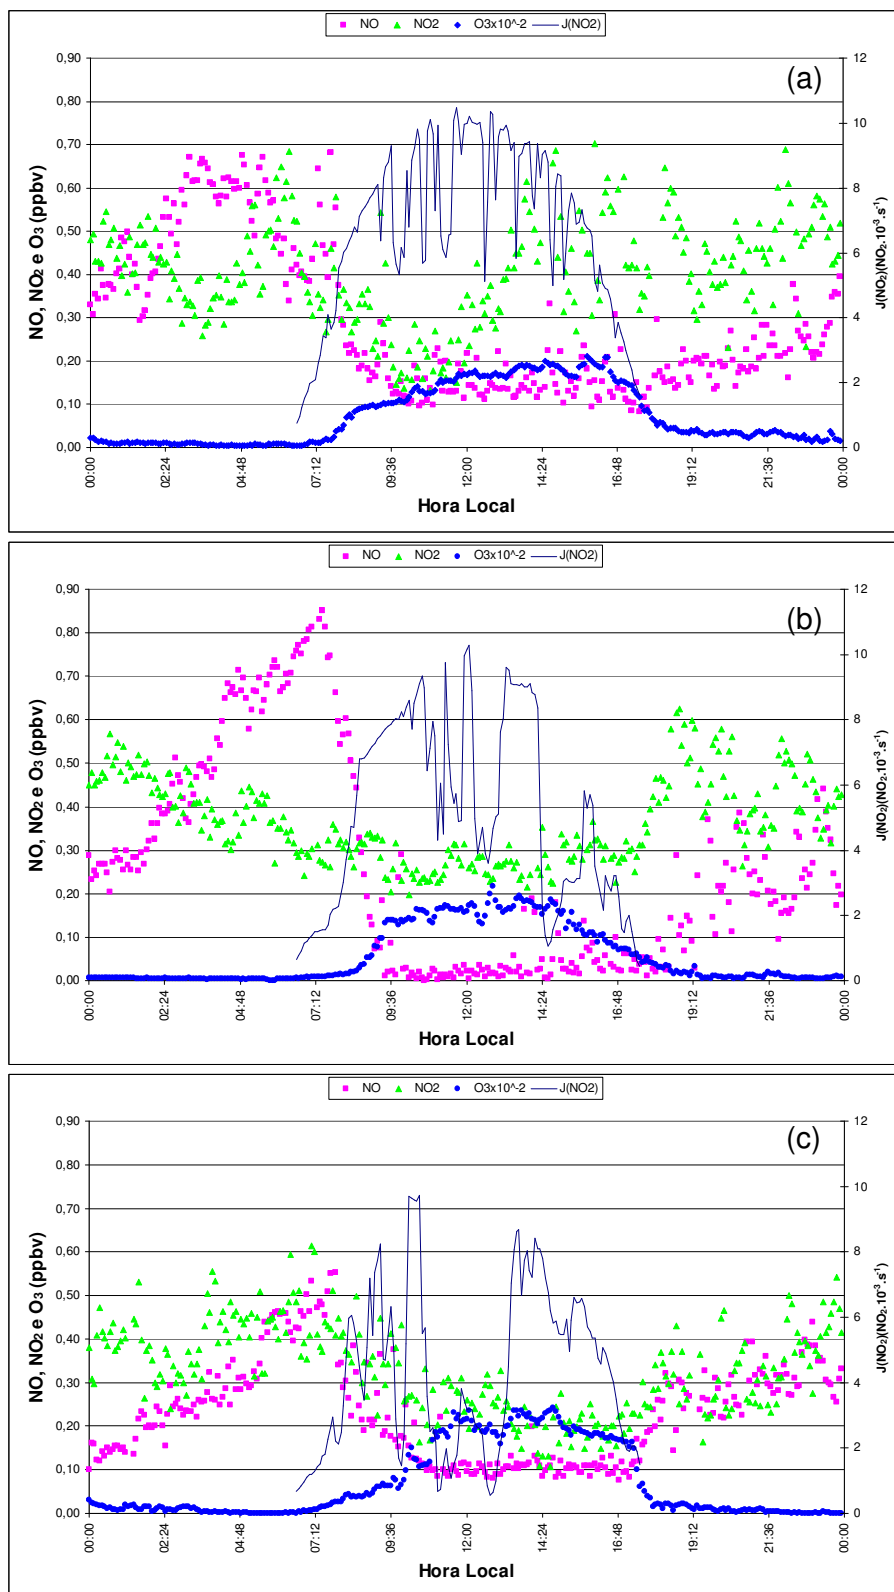 NO NO2 O3x10^-2 J(NO2)
(a)
NO, NO2 e O3 (ppbv)
0,90
0,80
0,70
0,60
0,50
0,40
0,30
0,20
0,10
0,00
12
10
8
6
4
2
0
J(NO2)(NO2.10-3.s-1)
00:00 02:24 04:48 07:12 09:36 12:00 14:24 16:48 19:12 21:36 00:00
Hora Local
NO NO2 O3x10^-2 J(NO2)
(b)
NO, NO2 e O3 (ppbv)
0,90
0,80
0,70
0,60
0,50
0,40
0,30
0,20
0,10
0,00
12
10
8
6
4
2
0
J(NO2)(NO2.10-3.s-1)
00:00 02:24 04:48 07:12 09:36 12:00 14:24 16:48 19:12 21:36 00:00
Hora Local
NO NO2 O3x10^-2 J(NO2)
(c)
NO, NO2 e O3 (ppbv)
0,90
0,80
0,70
0,60
0,50
0,40
0,30
0,20
0,10
0,00
12
10
8
6
4
2
0
J(NO2)(NO2.10-3.s-1)
00:00 02:24 04:48 07:12 09:36 12:00 14:24 16:48 19:12 21:36 00:00
Hora Local